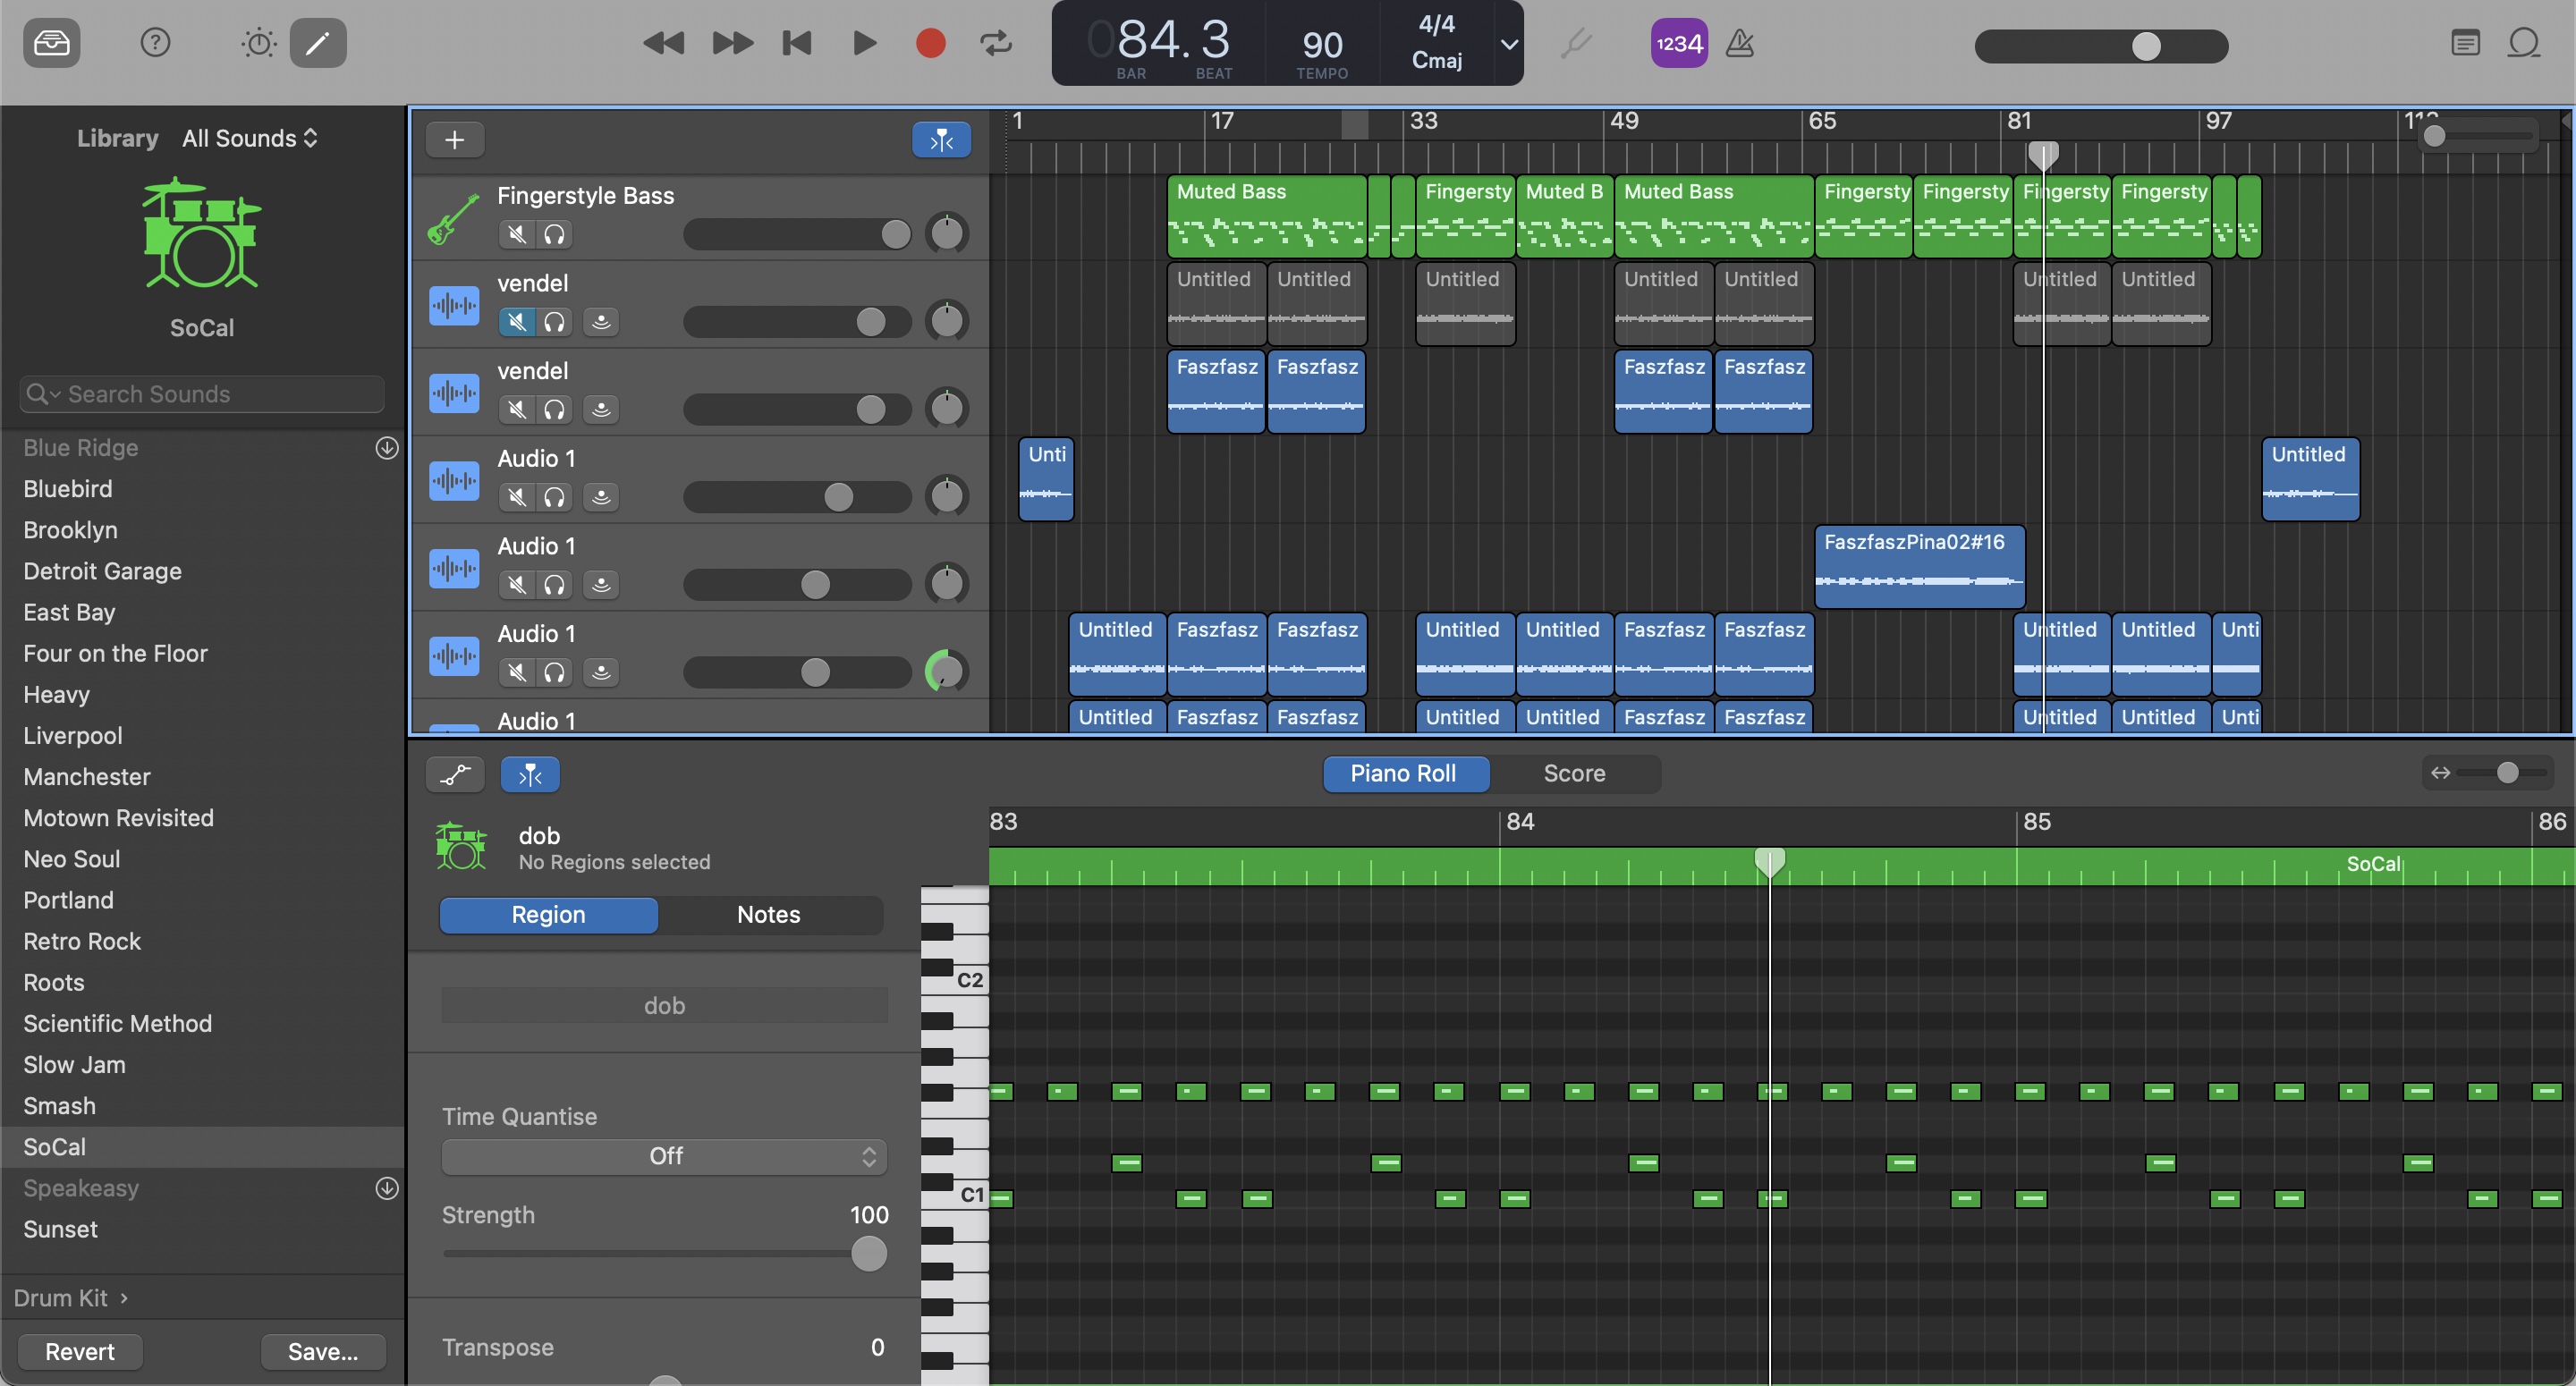 084.3
BAR BEAT
90
TEMPO
4/4
Cmaj
1234
Library All Sounds
SoCal
Search Sounds
Blue Ridge
Bluebird
Brooklyn
Detroit Garage
East Bay
Four on the Floor
Heavy
Liverpool
Manchester
Motown Revisited
Neo Soul
Portland
Retro Rock
Roots
Scientific Method
Slow Jam
Smash
SoCal
Speakeasy
Sunset
Drum Kit
Revert Save...
1 17 33 49 65 81 97
Fingerstyle Bass
Muted Bass Fingersty Muted B Muted Bass Fingersty Fingersty Fingersty Fingersty
vendel
Untitled Untitled Untitled Untitled Untitled Untitled Untitled
vendel
Faszfasz Faszfasz Faszfasz Faszfasz
Audio 1
Unti Untitled
Audio 1
FaszfaszPina02#16
Audio 1
Untitled Faszfasz Faszfasz Untitled Untitled Faszfasz Faszfasz Untitled Untitled Unti
Audio 1
Untitled Faszfasz Faszfasz Untitled Untitled Faszfasz Faszfasz Untitled Untitled Unti
Piano Roll Score
83 84 85 86
dob
No Regions selected
SoCal
Region Notes
C2
dob
Time Quantise
Off
C1
Strength 100
Transpose 0